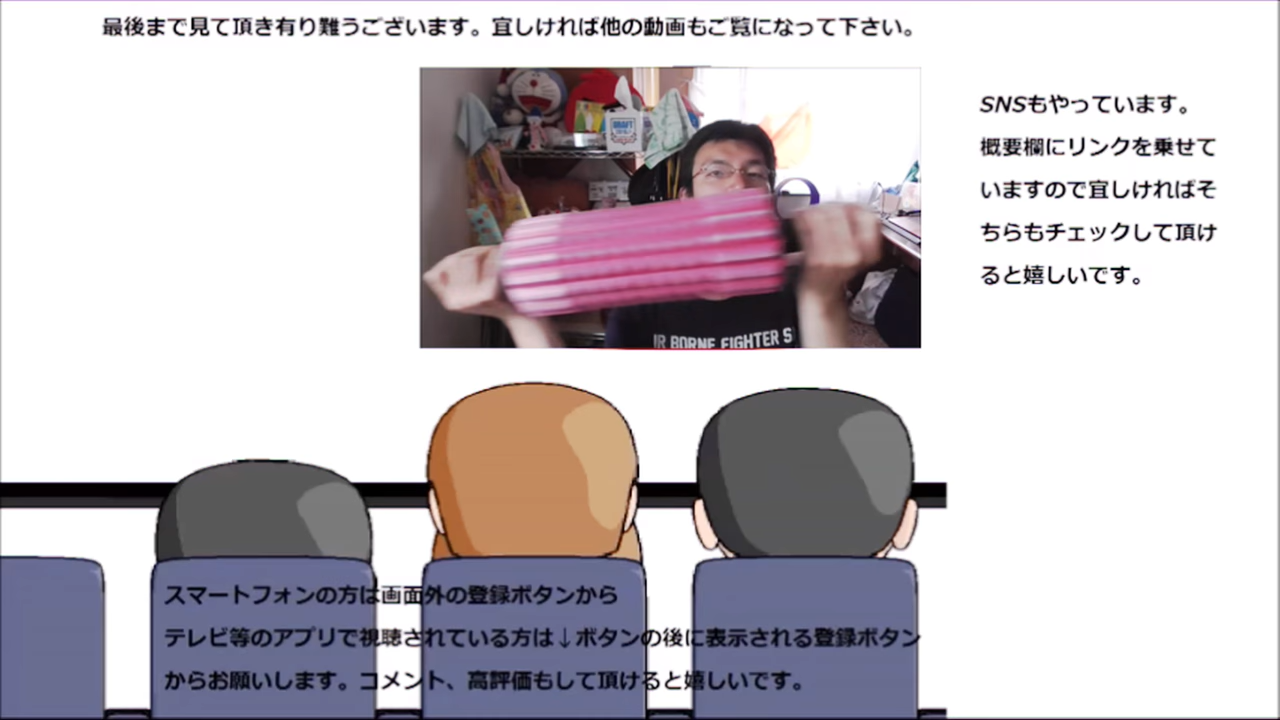 最後まで見て頂き有り難うございます。宜しければ他の動画もご覧になって下さい。
SNSもやっています。
概要欄にリンクを乗せて
いますので宜しければそ
ちらもチェックして頂け
ると嬉しいです。
IR BORNE FIGHTER S
スマートフォンの方は画面外の登録ボタンから
テレビ等のアプリで視聴されている方は↓ボタンの後に表示される登録ボタン
からお願いします。コメント、高評価もして頂けると嬉しいです。